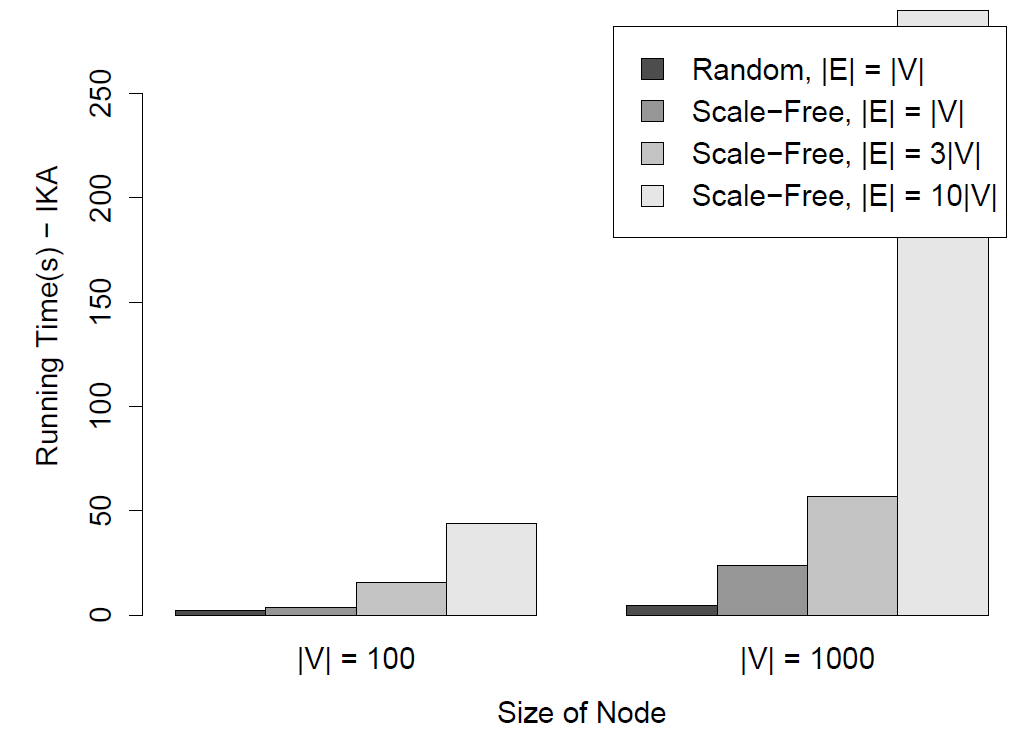 Random, |E| = |V|
Scale−Free, |E| = |V|
Scale−Free, |E| = 3|V|
Scale−Free, |E| = 10|V|
Running Time(s) − IKA
250
200
150
100
50
0
|V| = 100
|V| = 1000
Size of Node